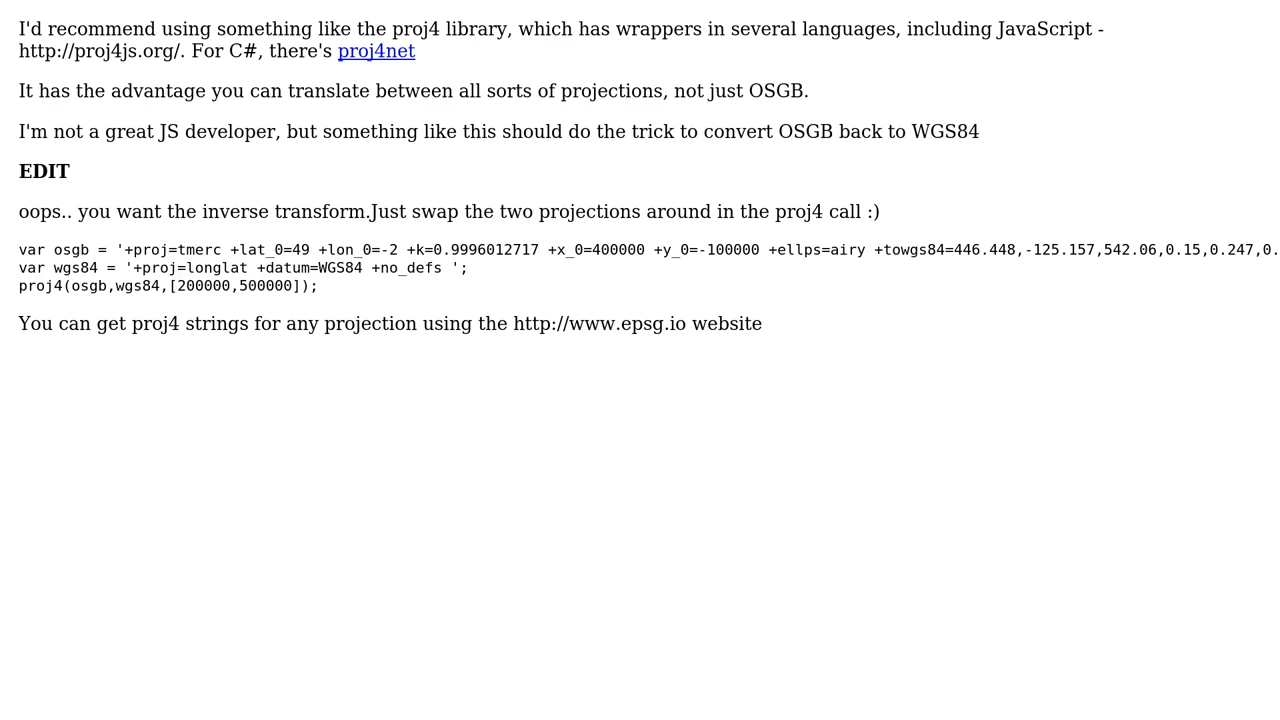 I'd recommend using something like the proj4 library, which has wrappers in several languages, including JavaScript -
http://proj4js.org/. For C#, there's proj4net
It has the advantage you can translate between all sorts of projections, not just OSGB.
I'm not a great JS developer, but something like this should do the trick to convert OSGB back to WGS84
EDIT
oops.. you want the inverse transform.Just swap the two projections around in the proj4 call :)
var osgb = '+proj=tmerc +lat_0=49 +lon_0=-2 +k=0.9996012717 +x_0=400000 +y_0=-100000 +ellps=airy +towgs84=446.448,-125.157,542.06,0.15,0.247,0.
var wgs84 = '+proj=longlat +datum=WGS84 +no_defs ';
proj4(osgb,wgs84,[200000,500000]);
You can get proj4 strings for any projection using the http://www.epsg.io website